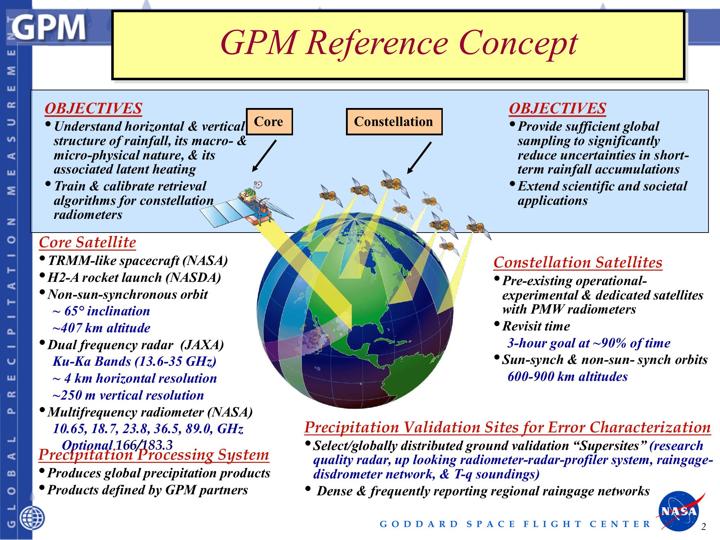 GPM
GPM Reference Concept
GLOBAL PRECIPITATION MEASUREMENT
OBJECTIVES
• Understand horizontal & vertical
structure of rainfall, its macro- &
micro-physical nature, & its
associated latent heating
• Train & calibrate retrieval
algorithms for constellation
radiometers
Core
Constellation
OBJECTIVES
• Provide sufficient global
sampling to significantly
reduce uncertainties in short-
term rainfall accumulations
• Extend scientific and societal
applications
Core Satellite
• TRMM-like spacecraft (NASA)
• H2-A rocket launch (NASDA)
• Non-sun-synchronous orbit
~ 65° inclination
~407 km altitude
• Dual frequency radar (JAXA)
Ku-Ka Bands (13.6-35 GHz)
~ 4 km horizontal resolution
~250 m vertical resolution
• Multifrequency radiometer (NASA)
10.65, 18.7, 23.8, 36.5, 89.0, GHz
Optional 166/183.3
Precipitation Processing System
• Produces global precipitation products
• Products defined by GPM partners
Constellation Satellites
• Pre-existing operational-
experimental & dedicated satellites
with PMW radiometers
• Revisit time
3-hour goal at ~90% of time
• Sun-synch & non-sun- synch orbits
600-900 km altitudes
Precipitation Validation Sites for Error Characterization
• Select/globally distributed ground validation “Supersites” (research
quality radar, up looking radiometer-radar-profiler system, raingage-
disdrometer network, & T-q soundings)
• Dense & frequently reporting regional raingage networks
GODDARD SPACE FLIGHT CENTER
NASA
2